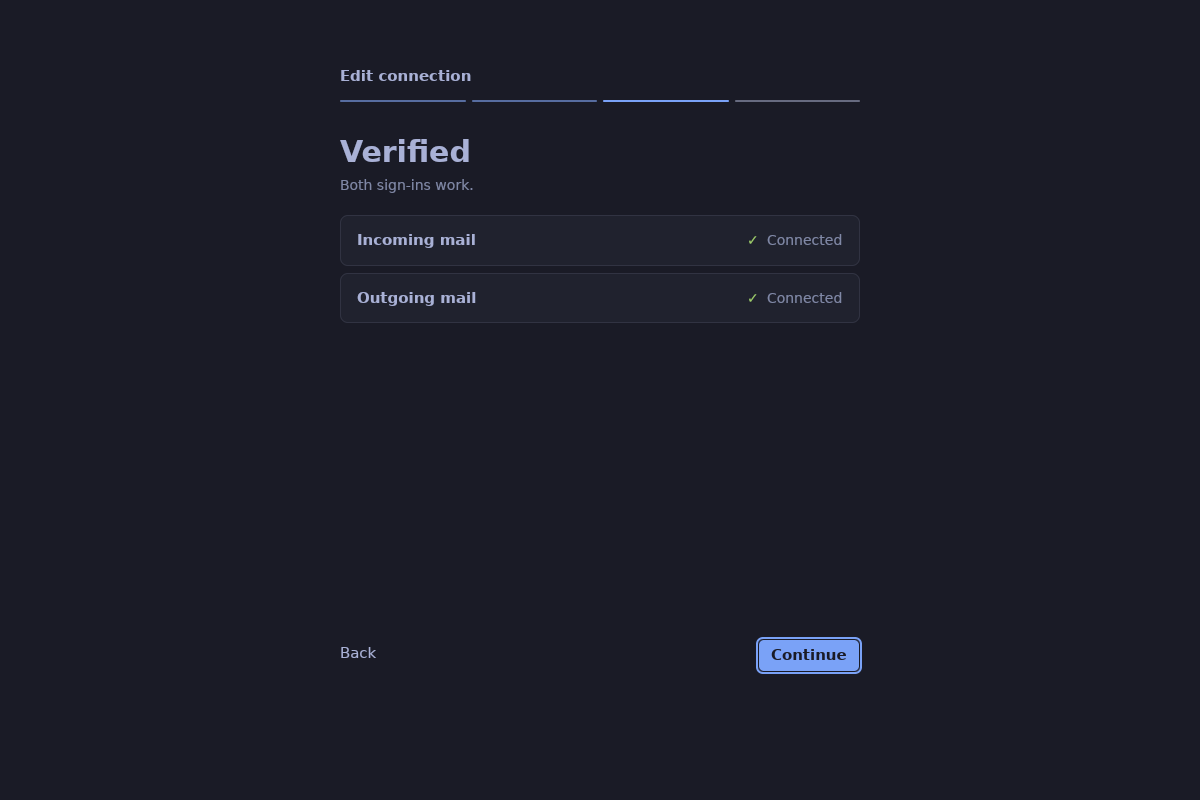 Edit connection
Verified
Both sign-ins work.
Incoming mail ✓ Connected
Outgoing mail ✓ Connected
Back Continue